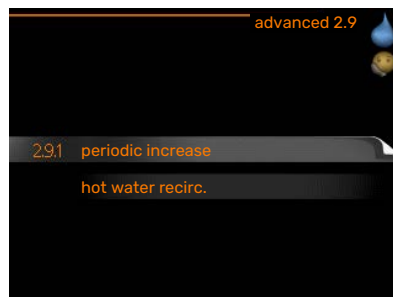 advanced 2.9
2.9.1 periodic increase
hot water recirc.